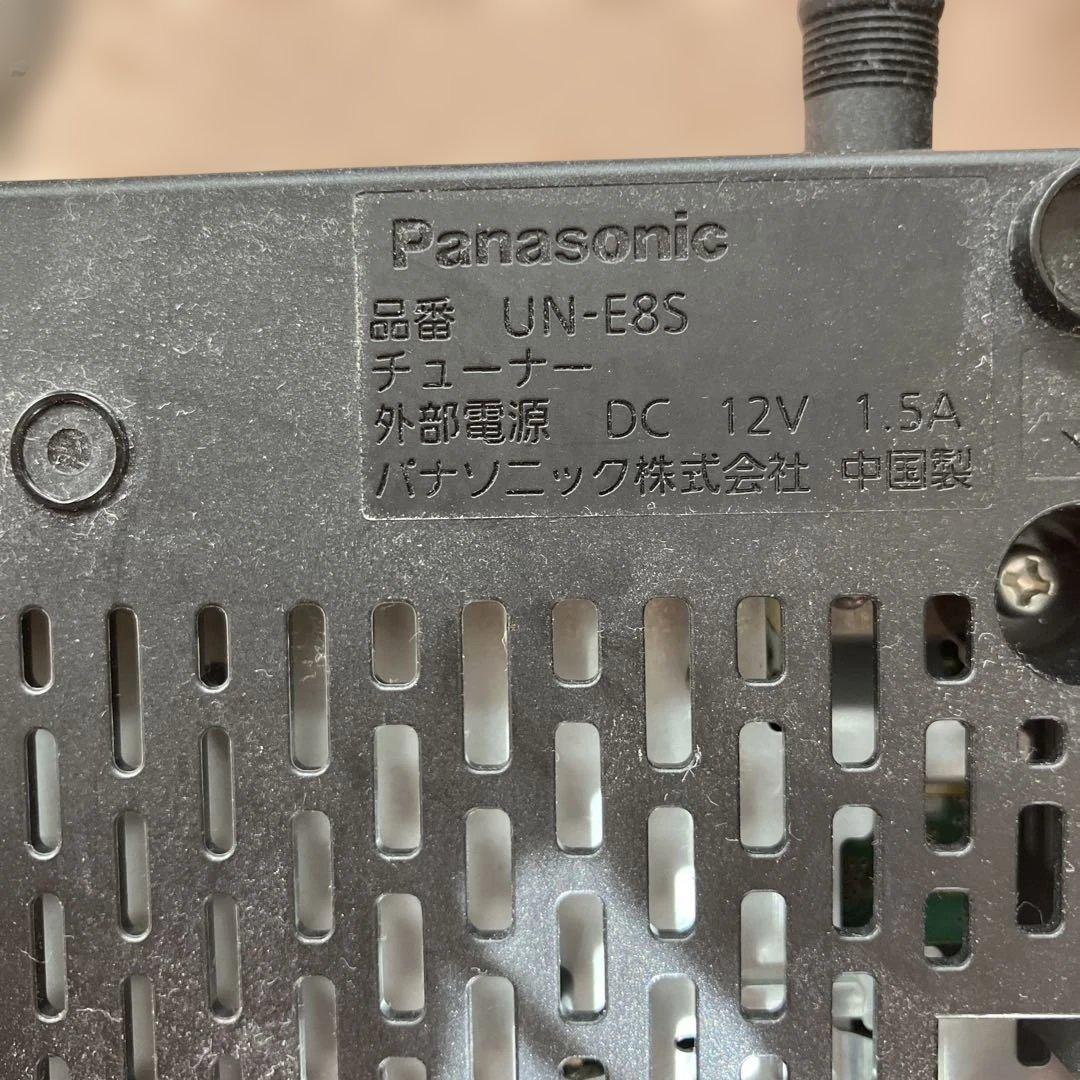 Panasonic
品番 UN-E8S
チューナー
外部電源 DC 12V 1.5A
パナソニック株式会社 中国製